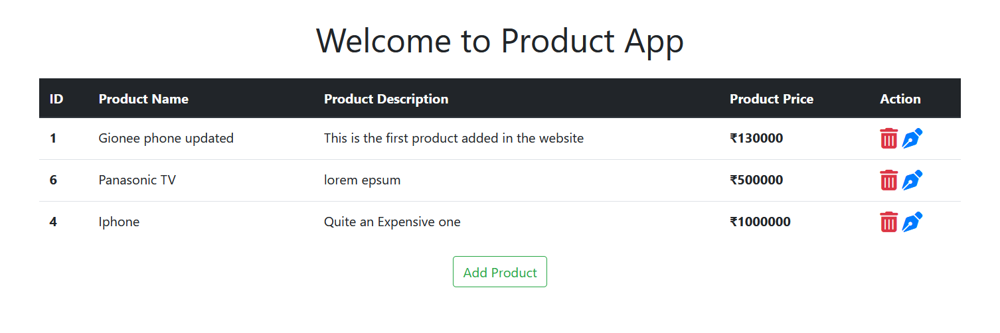 Welcome to Product App
ID Product Name Product Description Product Price Action
1 Gionee phone updated This is the first product added in the website ₹130000
6 Panasonic TV lorem epsum ₹500000
4 Iphone Quite an Expensive one ₹1000000
Add Product